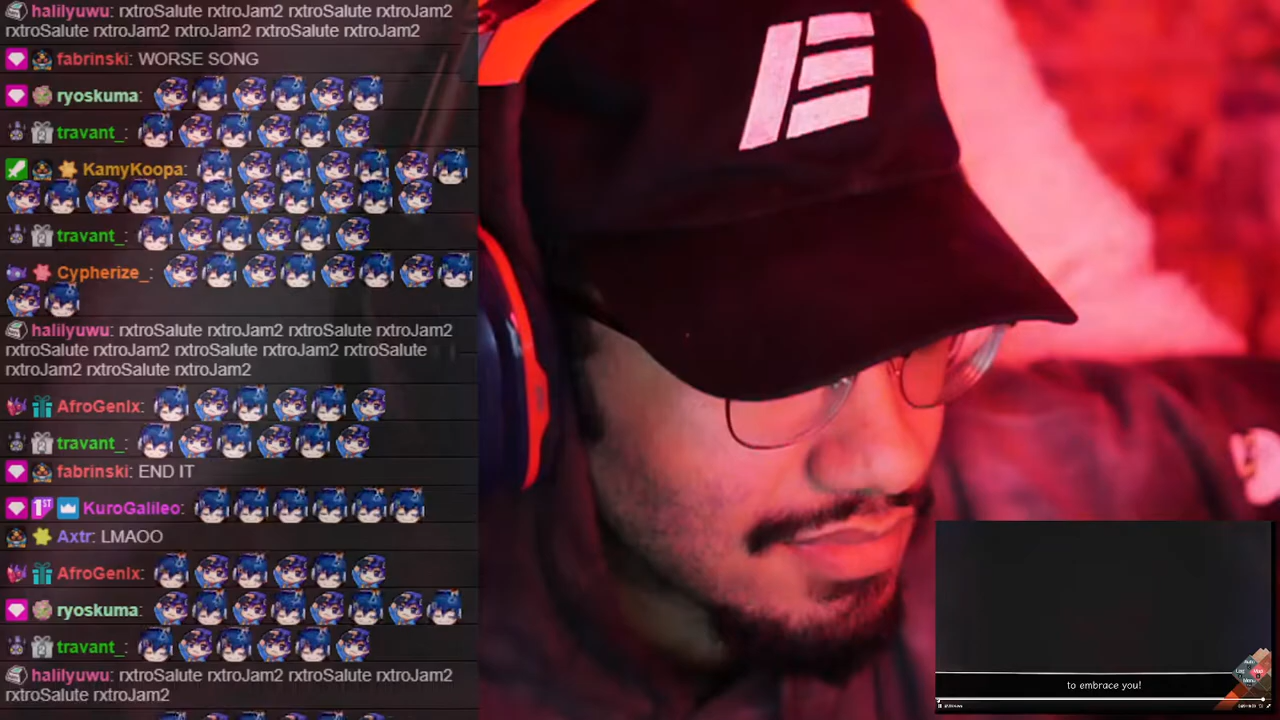 halilyuwu: rxtroSalute rxtroJam2 rxtroSalute rxtroJam2
rxtroSalute rxtroJam2 rxtroJam2 rxtroSalute rxtroJam2
fabrinski: WORSE SONG
ryoskuma:
travant_:
KamyKoopa:
travant_:
Cypherize_:
halilyuwu: rxtroSalute rxtroJam2 rxtroSalute rxtroJam2
rxtroSalute rxtroJam2 rxtroSalute rxtroJam2 rxtroSalute
rxtroJam2 rxtroJam2 rxtroSalute
AfroGenIx:
travant_:
fabrinski: END IT
1ST KuroGalileo:
Axtr: LMAOO
AfroGenIx:
ryoskuma:
travant_:
halilyuwu: rxtroSalute rxtroJam2 rxtroSalute rxtroJam2
rxtroSalute rxtroJam2
E
to embrace you!